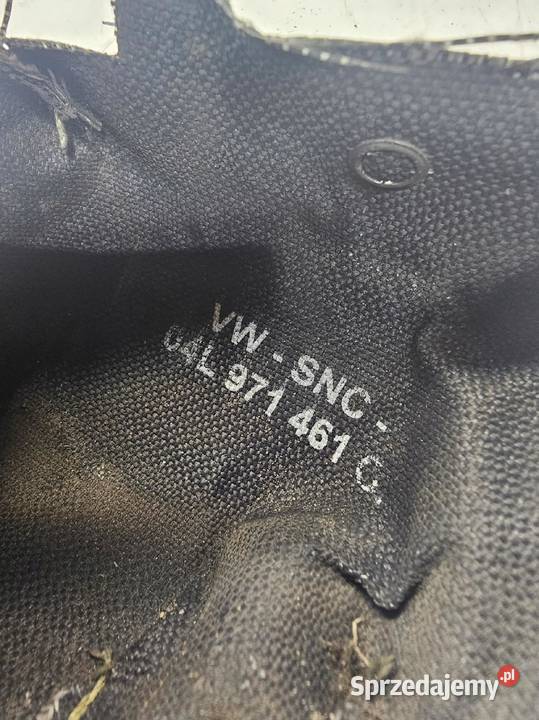 VW - SNC -
04L 971 461 C
Sprzedajemy.pl